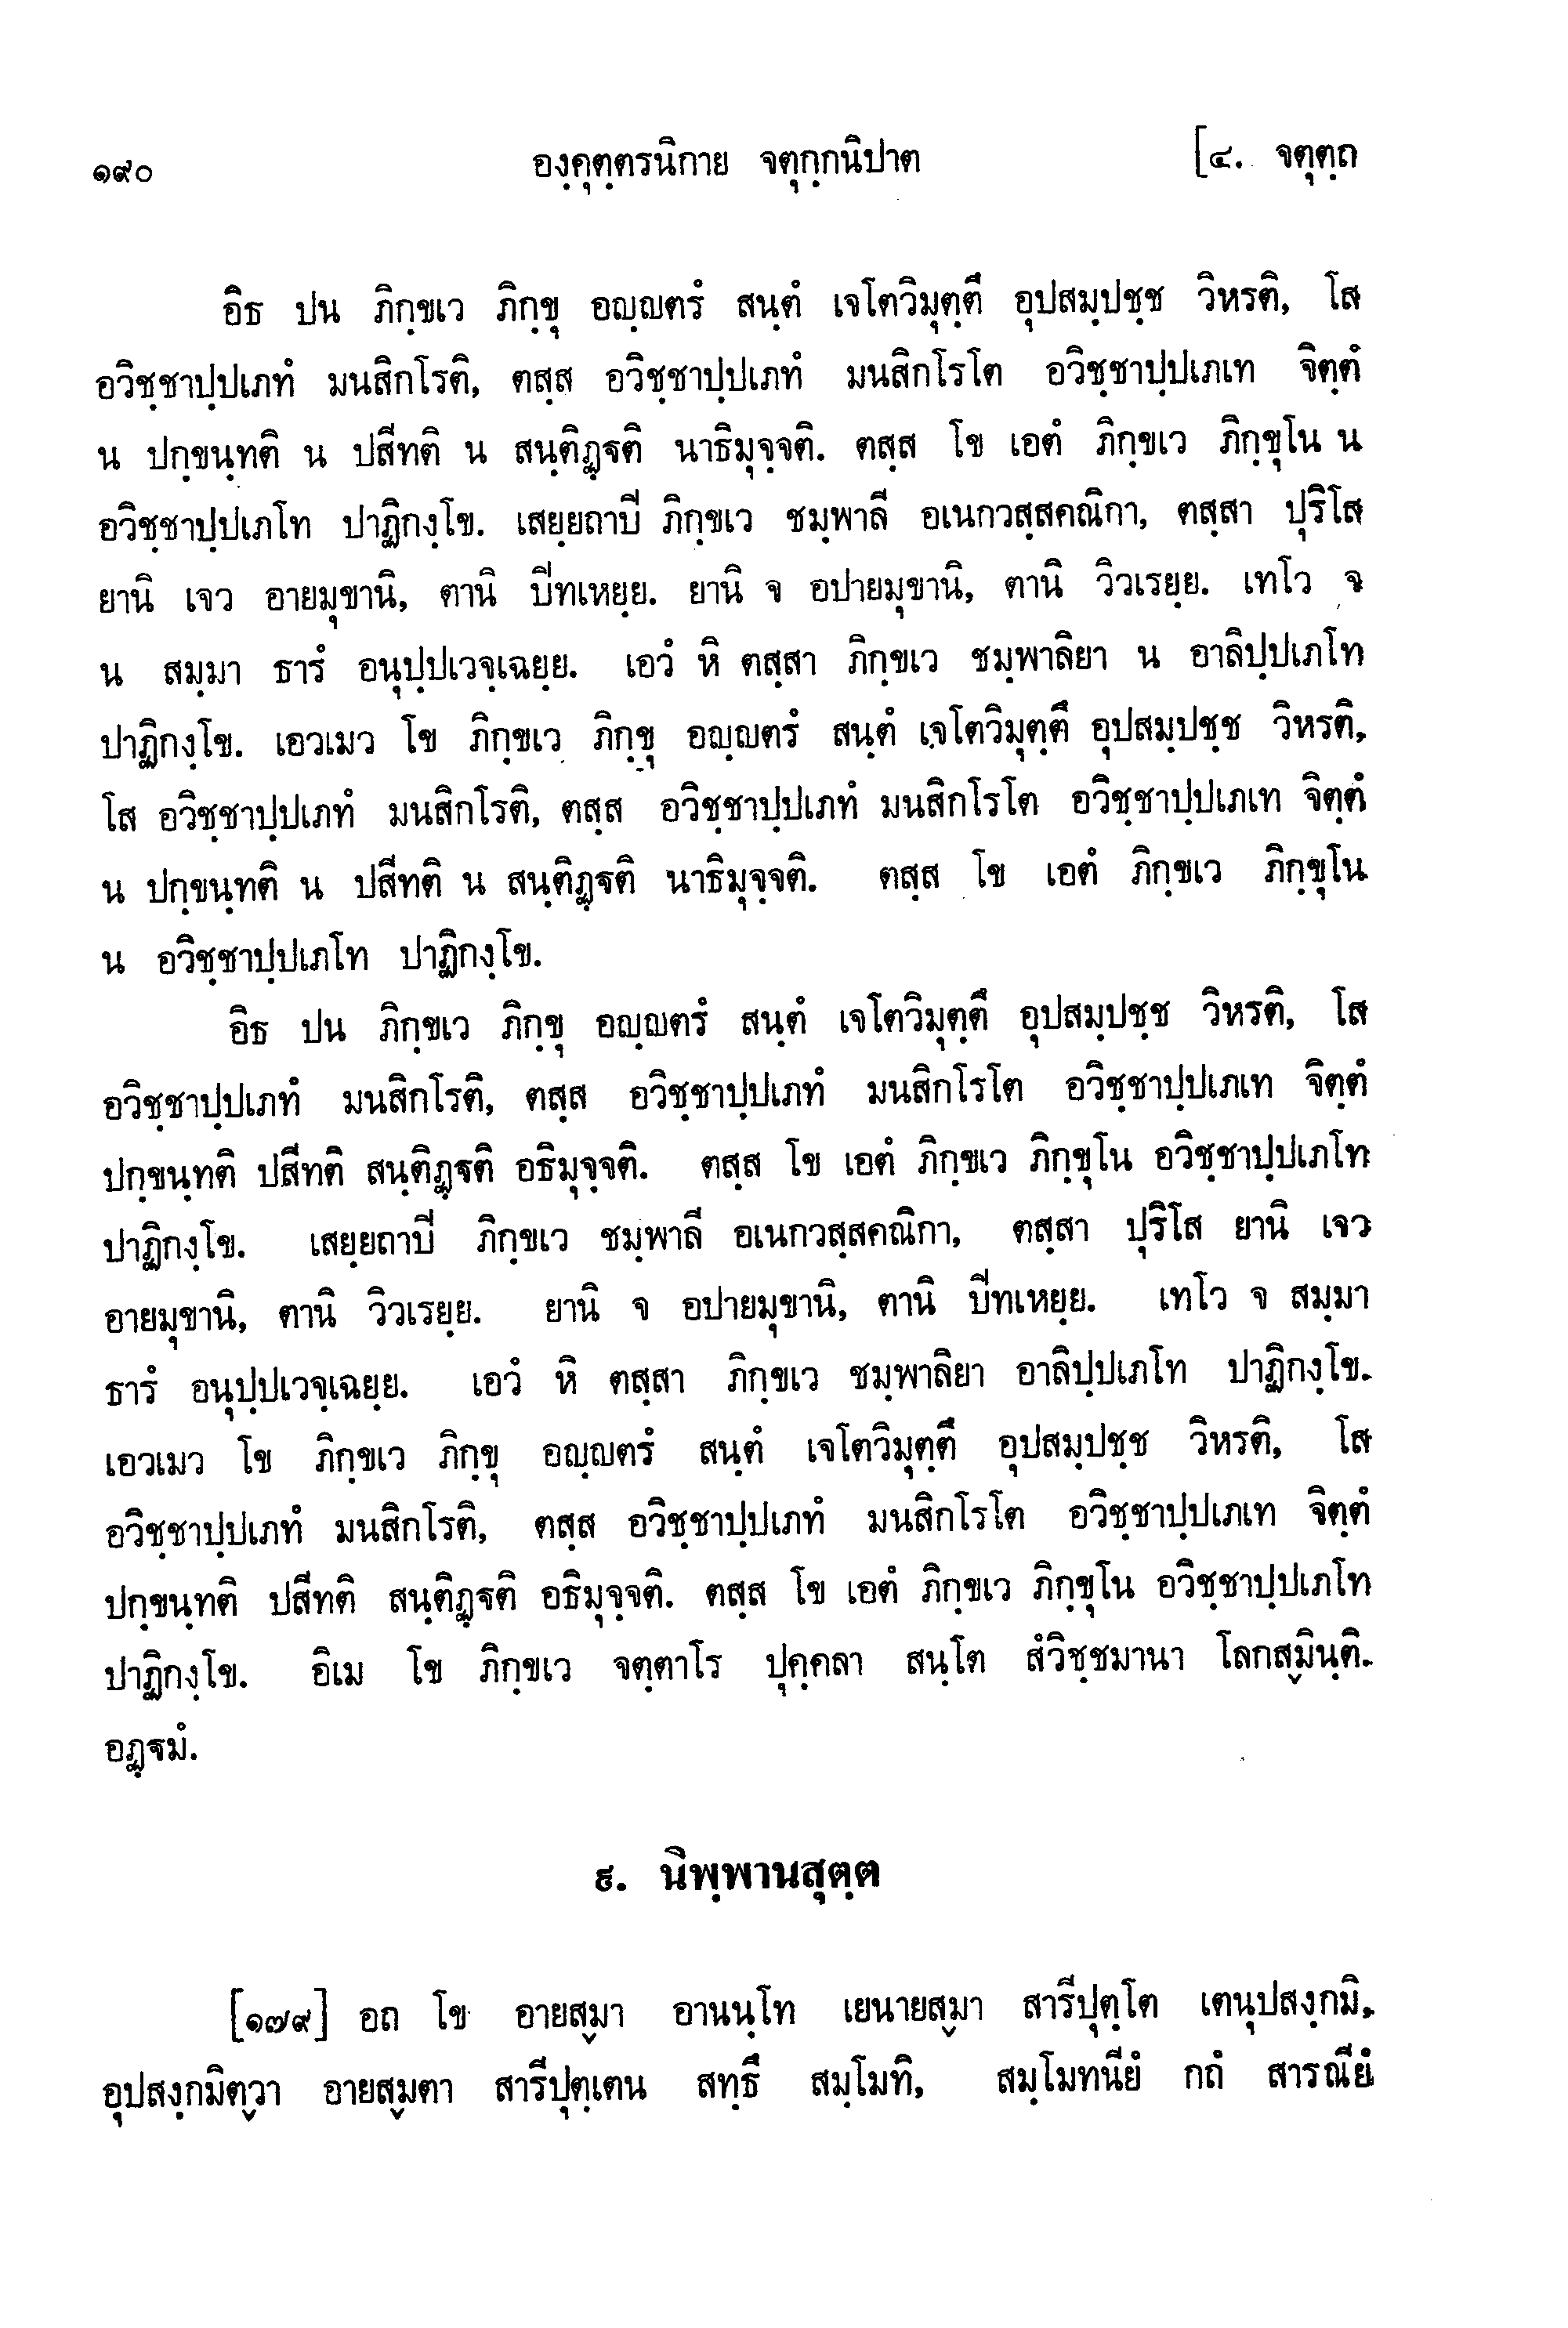 ๑๙๐ องฺคุตฺตรนิกาย จตุกฺกนิปาต [๔. จตุตฺถ
อิธ ปน ภิกฺขเว ภิกฺขุ อญฺญตรํ สนฺตํ เจโตวิมุตฺตึ อุปสมฺปชฺช วิหรติ, โส
อวิชฺชาปฺปเภทํ มนสิกโรติ, ตสฺส อวิชฺชาปฺปเภทํ มนสิกโรโต อวิชฺชาปฺปเภเท จิตฺตํ
น ปกฺขนฺทติ น ปสีทติ น สนฺติฏฺฐติ นาธิมุจฺจติ. ตสฺส โข เอตํ ภิกฺขเว ภิกฺขุโน น
อวิชฺชาปฺปเภโท ปาฏิกงฺโข. เสยฺยถาปี ภิกฺขเว ชมฺพาลี อเนกวสฺสคณิกา, ตสฺสา ปุริโส
ยานิ เจว อายมุขานิ, ตานิ ปีทเหยฺย. ยานิ จ อปายมุขานิ, ตานิ วิวเรยฺย. เทโว จ
น สมฺมา ธารํ อนุปฺปเวจฺเฉยฺย. เอวํ หิ ตสฺสา ภิกฺขเว ชมฺพาลิยา น อาลิปฺปเภโท
ปาฏิกงฺโข. เอวเมว โข ภิกฺขเว ภิกฺขุ อญฺญตรํ สนฺตํ เจโตวิมุตฺตึ อุปสมฺปชฺช วิหรติ,
โส อวิชฺชาปฺปเภทํ มนสิกโรติ, ตสฺส อวิชฺชาปฺปเภทํ มนสิกโรโต อวิชฺชาปฺปเภเท จิตฺตํ
น ปกฺขนฺทติ น ปสีทติ น สนฺติฏฺฐติ นาธิมุจฺจติ. ตสฺส โข เอตํ ภิกฺขเว ภิกฺขุโน
น อวิชฺชาปฺปเภโท ปาฏิกงฺโข.
อิธ ปน ภิกฺขเว ภิกฺขุ อญฺญตรํ สนฺตํ เจโตวิมุตฺตึ อุปสมฺปชฺช วิหรติ, โส
อวิชฺชาปฺปเภทํ มนสิกโรติ, ตสฺส อวิชฺชาปฺปเภทํ มนสิกโรโต อวิชฺชาปฺปเภเท จิตฺตํ
ปกฺขนฺทติ ปสีทติ สนฺติฏฺฐติ อธิมุจฺจติ. ตสฺส โข เอตํ ภิกฺขเว ภิกฺขุโน อวิชฺชาปฺปเภโท
ปาฏิกงฺโข. เสยฺยถาปี ภิกฺขเว ชมฺพาลี อเนกวสฺสคณิกา, ตสฺสา ปุริโส ยานิ เจว
อายมุขานิ, ตานิ วิวเรยฺย. ยานิ จ อปายมุขานิ, ตานิ ปีทเหยฺย. เทโว จ สมฺมา
ธารํ อนุปฺปเวจฺเฉยฺย. เอวํ หิ ตสฺสา ภิกฺขเว ชมฺพาลิยา อาลิปฺปเภโท ปาฏิกงฺโข.
เอวเมว โข ภิกฺขเว ภิกฺขุ อญฺญตรํ สนฺตํ เจโตวิมุตฺตึ อุปสมฺปชฺช วิหรติ, โส
อวิชฺชาปฺปเภทํ มนสิกโรติ, ตสฺส อวิชฺชาปฺปเภทํ มนสิกโรโต อวิชฺชาปฺปเภเท จิตฺตํ
ปกฺขนฺทติ ปสีทติ สนฺติฏฺฐติ อธิมุจฺจติ. ตสฺส โข เอตํ ภิกฺขเว ภิกฺขุโน อวิชฺชาปฺปเภโท
ปาฏิกงฺโข. อิเม โข ภิกฺขเว จตฺตาโร ปุคฺคลา สนฺโต สํวิชฺชมานา โลกสฺมินฺติ.
อฏฺฐมํ.
๙. นิพฺพานสุตฺต
[๑๗๙] อถ โข อายสฺมา อานนฺโท เยนายสฺมา สารีปุตฺโต เตนุปสงฺกมิ,
อุปสงฺกมิตฺวา อายสฺมตา สารีปุตฺเตน สทฺธึ สมฺโมทิ, สมฺโมทนียํ กถํ สารณียํ